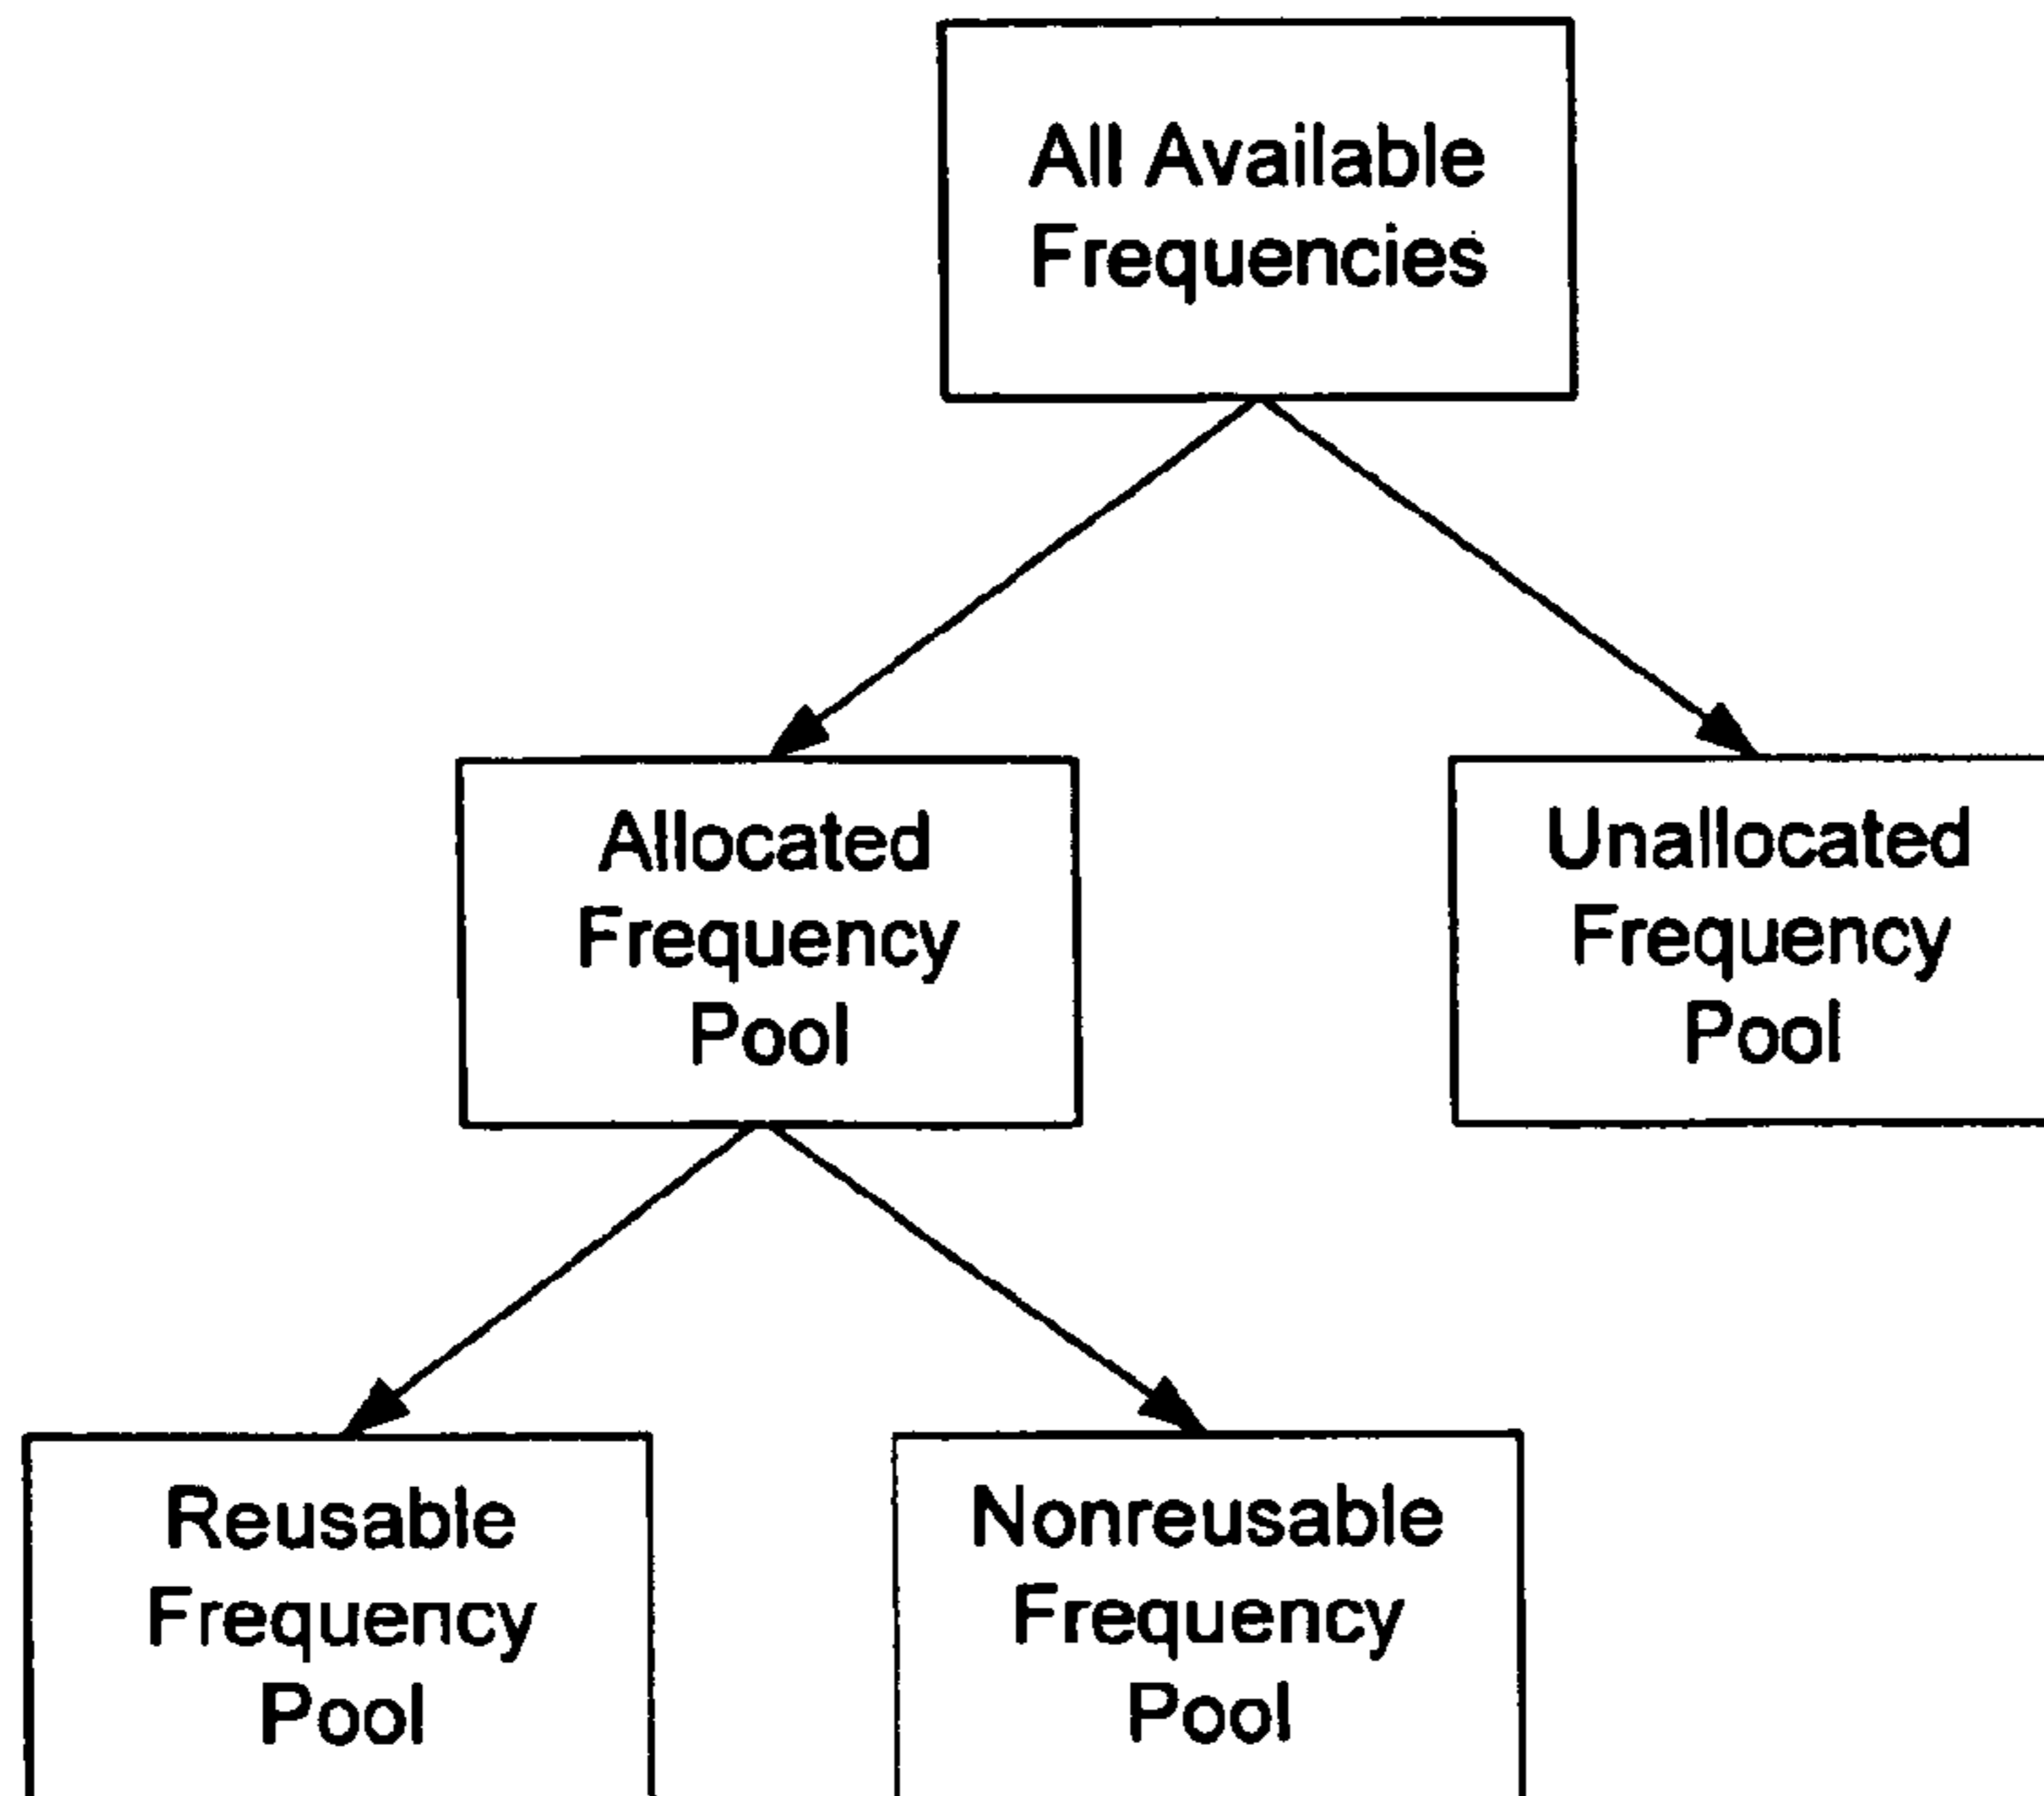 All Available
Frequencies
Allocated
Frequency
Pool
Unallocated
Frequency
Pool
Reusable
Frequency
Pool
Nonreusable
Frequency
Pool